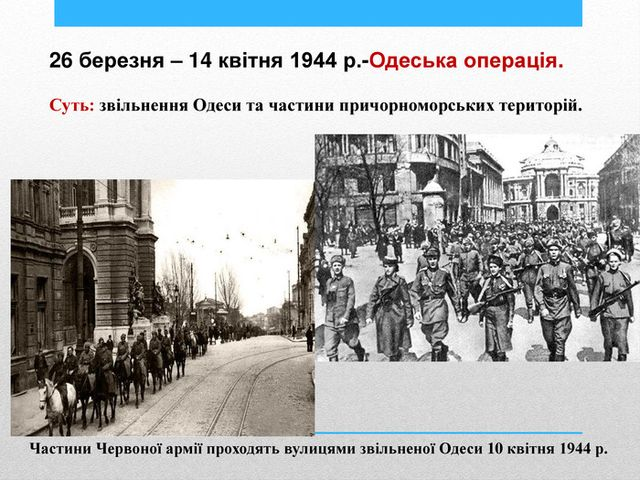 26 березня – 14 квітня 1944 р.-Одеська операція.
Суть: звільнення Одеси та частини причорноморських територій.
Частини Червоної армії проходять вулицями звільненої Одеси 10 квітня 1944 р.